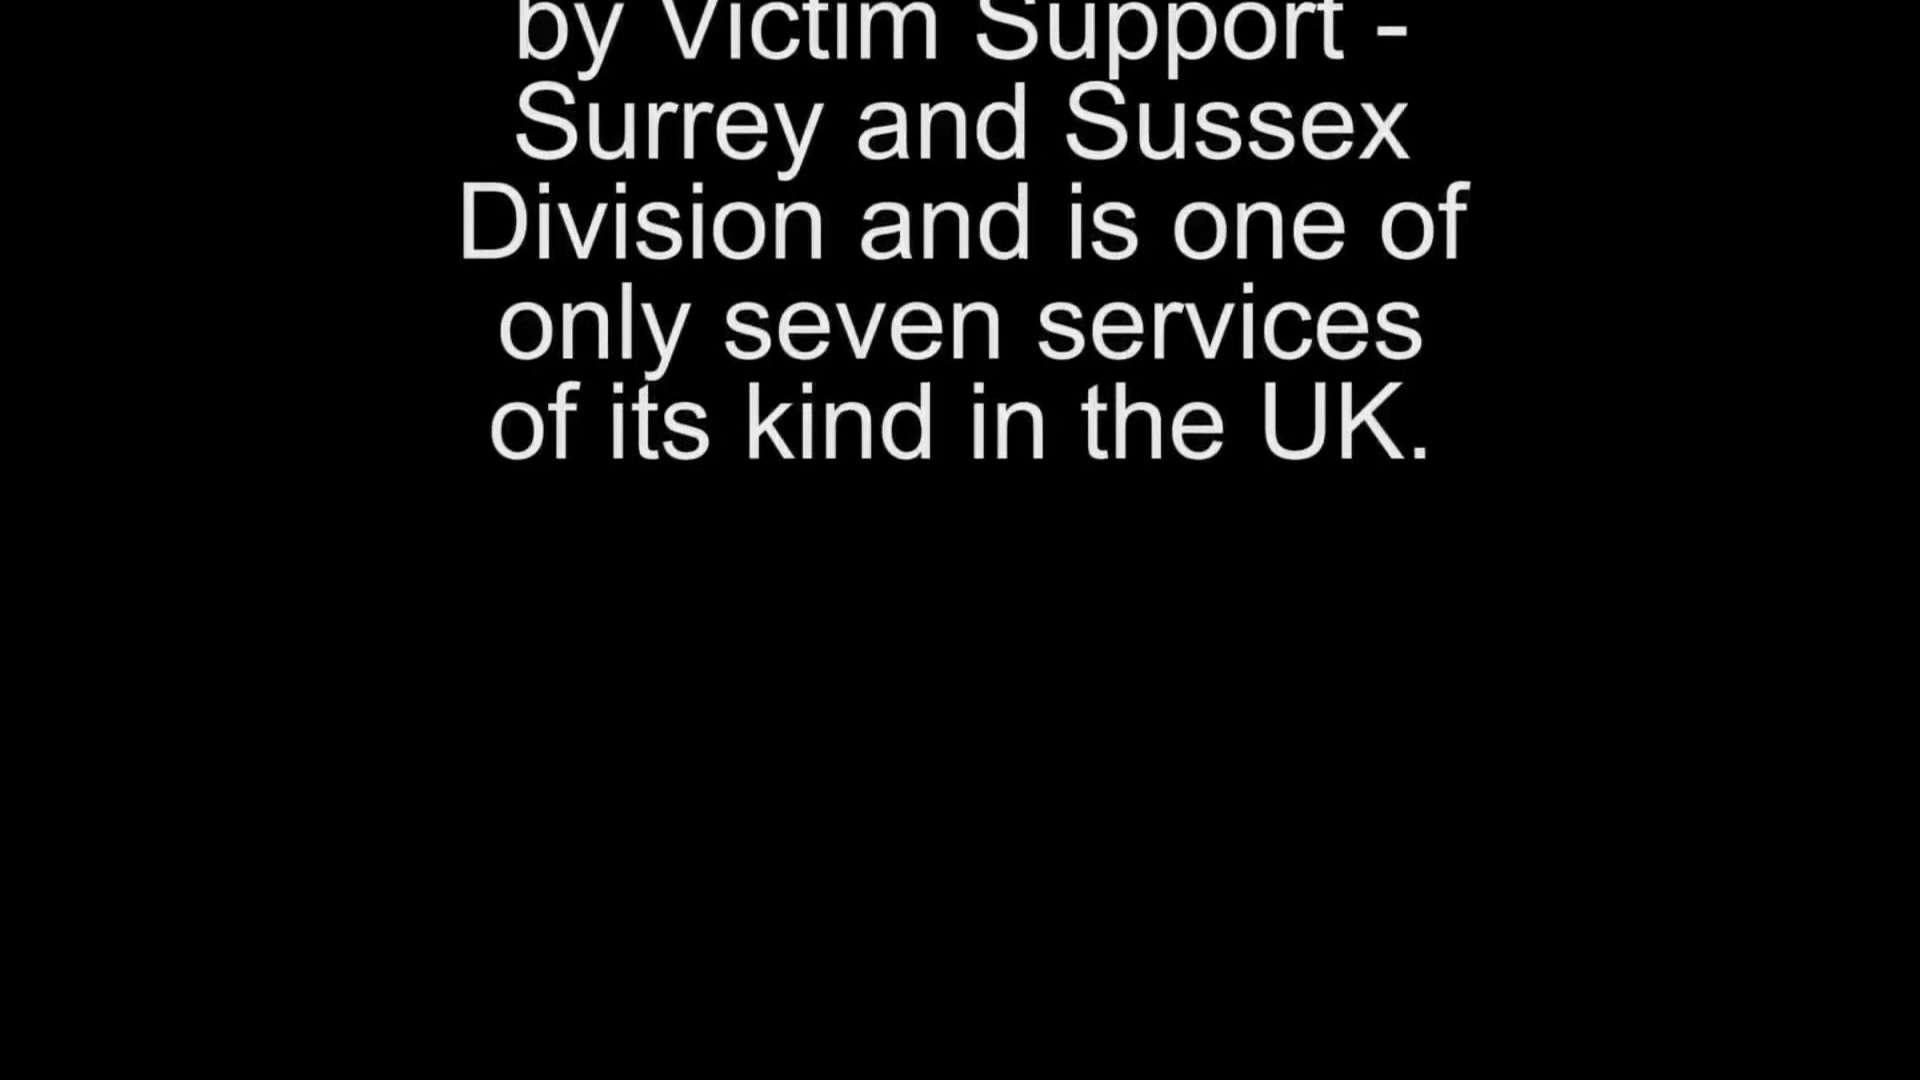 by Victim Support -
Surrey and Sussex
Division and is one of
only seven services
of its kind in the UK.